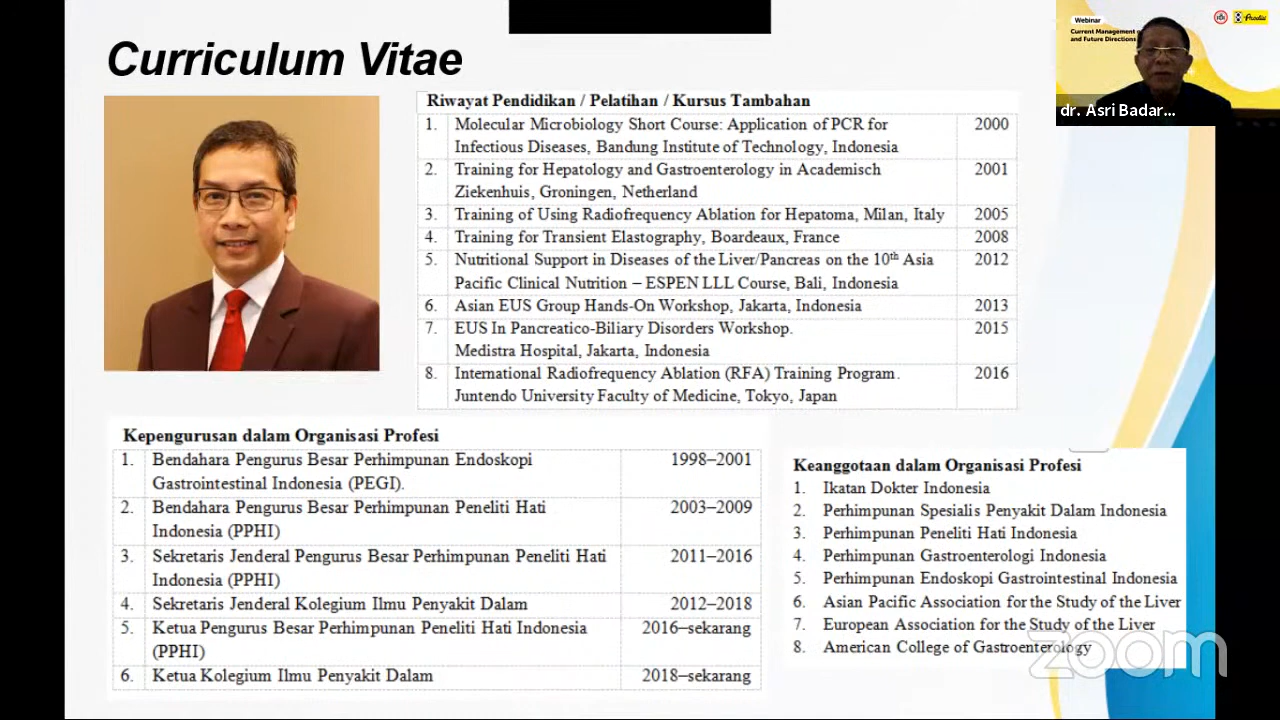 Curriculum Vitae
Riwayat Pendidikan / Pelatihan / Kursus Tambahan
1. Molecular Microbiology Short Course: Application of PCR for 2000
Infectious Diseases, Bandung Institute of Technology, Indonesia
2. Training for Hepatology and Gastroenterology in Academisch 2001
Ziekenhuis, Groningen, Netherland
3. Training of Using Radiofrequency Ablation for Hepatoma, Milan, Italy 2005
4. Training for Transient Elastography, Boardeaux, France 2008
5. Nutritional Support in Diseases of the Liver/Pancreas on the 10th Asia 2012
Pacific Clinical Nutrition – ESPEN LLL Course, Bali, Indonesia
6. Asian EUS Group Hands-On Workshop, Jakarta, Indonesia 2013
7. EUS In Pancreatico-Biliary Disorders Workshop. 2015
Medistra Hospital, Jakarta, Indonesia
8. International Radiofrequency Ablation (RFA) Training Program. 2016
Juntendo University Faculty of Medicine, Tokyo, Japan
Kepengurusan dalam Organisasi Profesi
1. Bendahara Pengurus Besar Perhimpunan Endoskopi 1998–2001
Gastrointestinal Indonesia (PEGI).
2. Bendahara Pengurus Besar Perhimpunan Peneliti Hati 2003–2009
Indonesia (PPHI)
3. Sekretaris Jenderal Pengurus Besar Perhimpunan Peneliti Hati 2011–2016
Indonesia (PPHI)
4. Sekretaris Jenderal Kolegium Ilmu Penyakit Dalam 2012–2018
5. Ketua Pengurus Besar Perhimpunan Peneliti Hati Indonesia 2016–sekarang
(PPHI)
6. Ketua Kolegium Ilmu Penyakit Dalam 2018–sekarang
Keanggotaan dalam Organisasi Profesi
1. Ikatan Dokter Indonesia
2. Perhimpunan Spesialis Penyakit Dalam Indonesia
3. Perhimpunan Peneliti Hati Indonesia
4. Perhimpunan Gastroenterologi Indonesia
5. Perhimpunan Endoskopi Gastrointestinal Indonesia
6. Asian Pacific Association for the Study of the Liver
7. European Association for the Study of the Liver
8. American College of Gastroenterology
Webinar
Current Management
and Future Directions
Prodia
dr. Asri Badar...
zoom